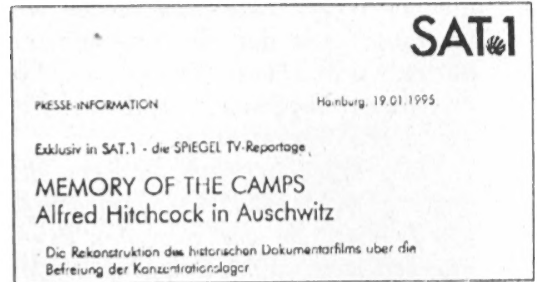 SAT.1
PRESSE-INFORMATION Hamburg, 19.01.1995
Exklusiv in SAT.1 - die SPIEGEL TV-Reportage
MEMORY OF THE CAMPS
Alfred Hitchcock in Auschwitz
Die Rekonstruktion des historischen Dokumentarfilms uber die
Befreiung der Konzentrationslager